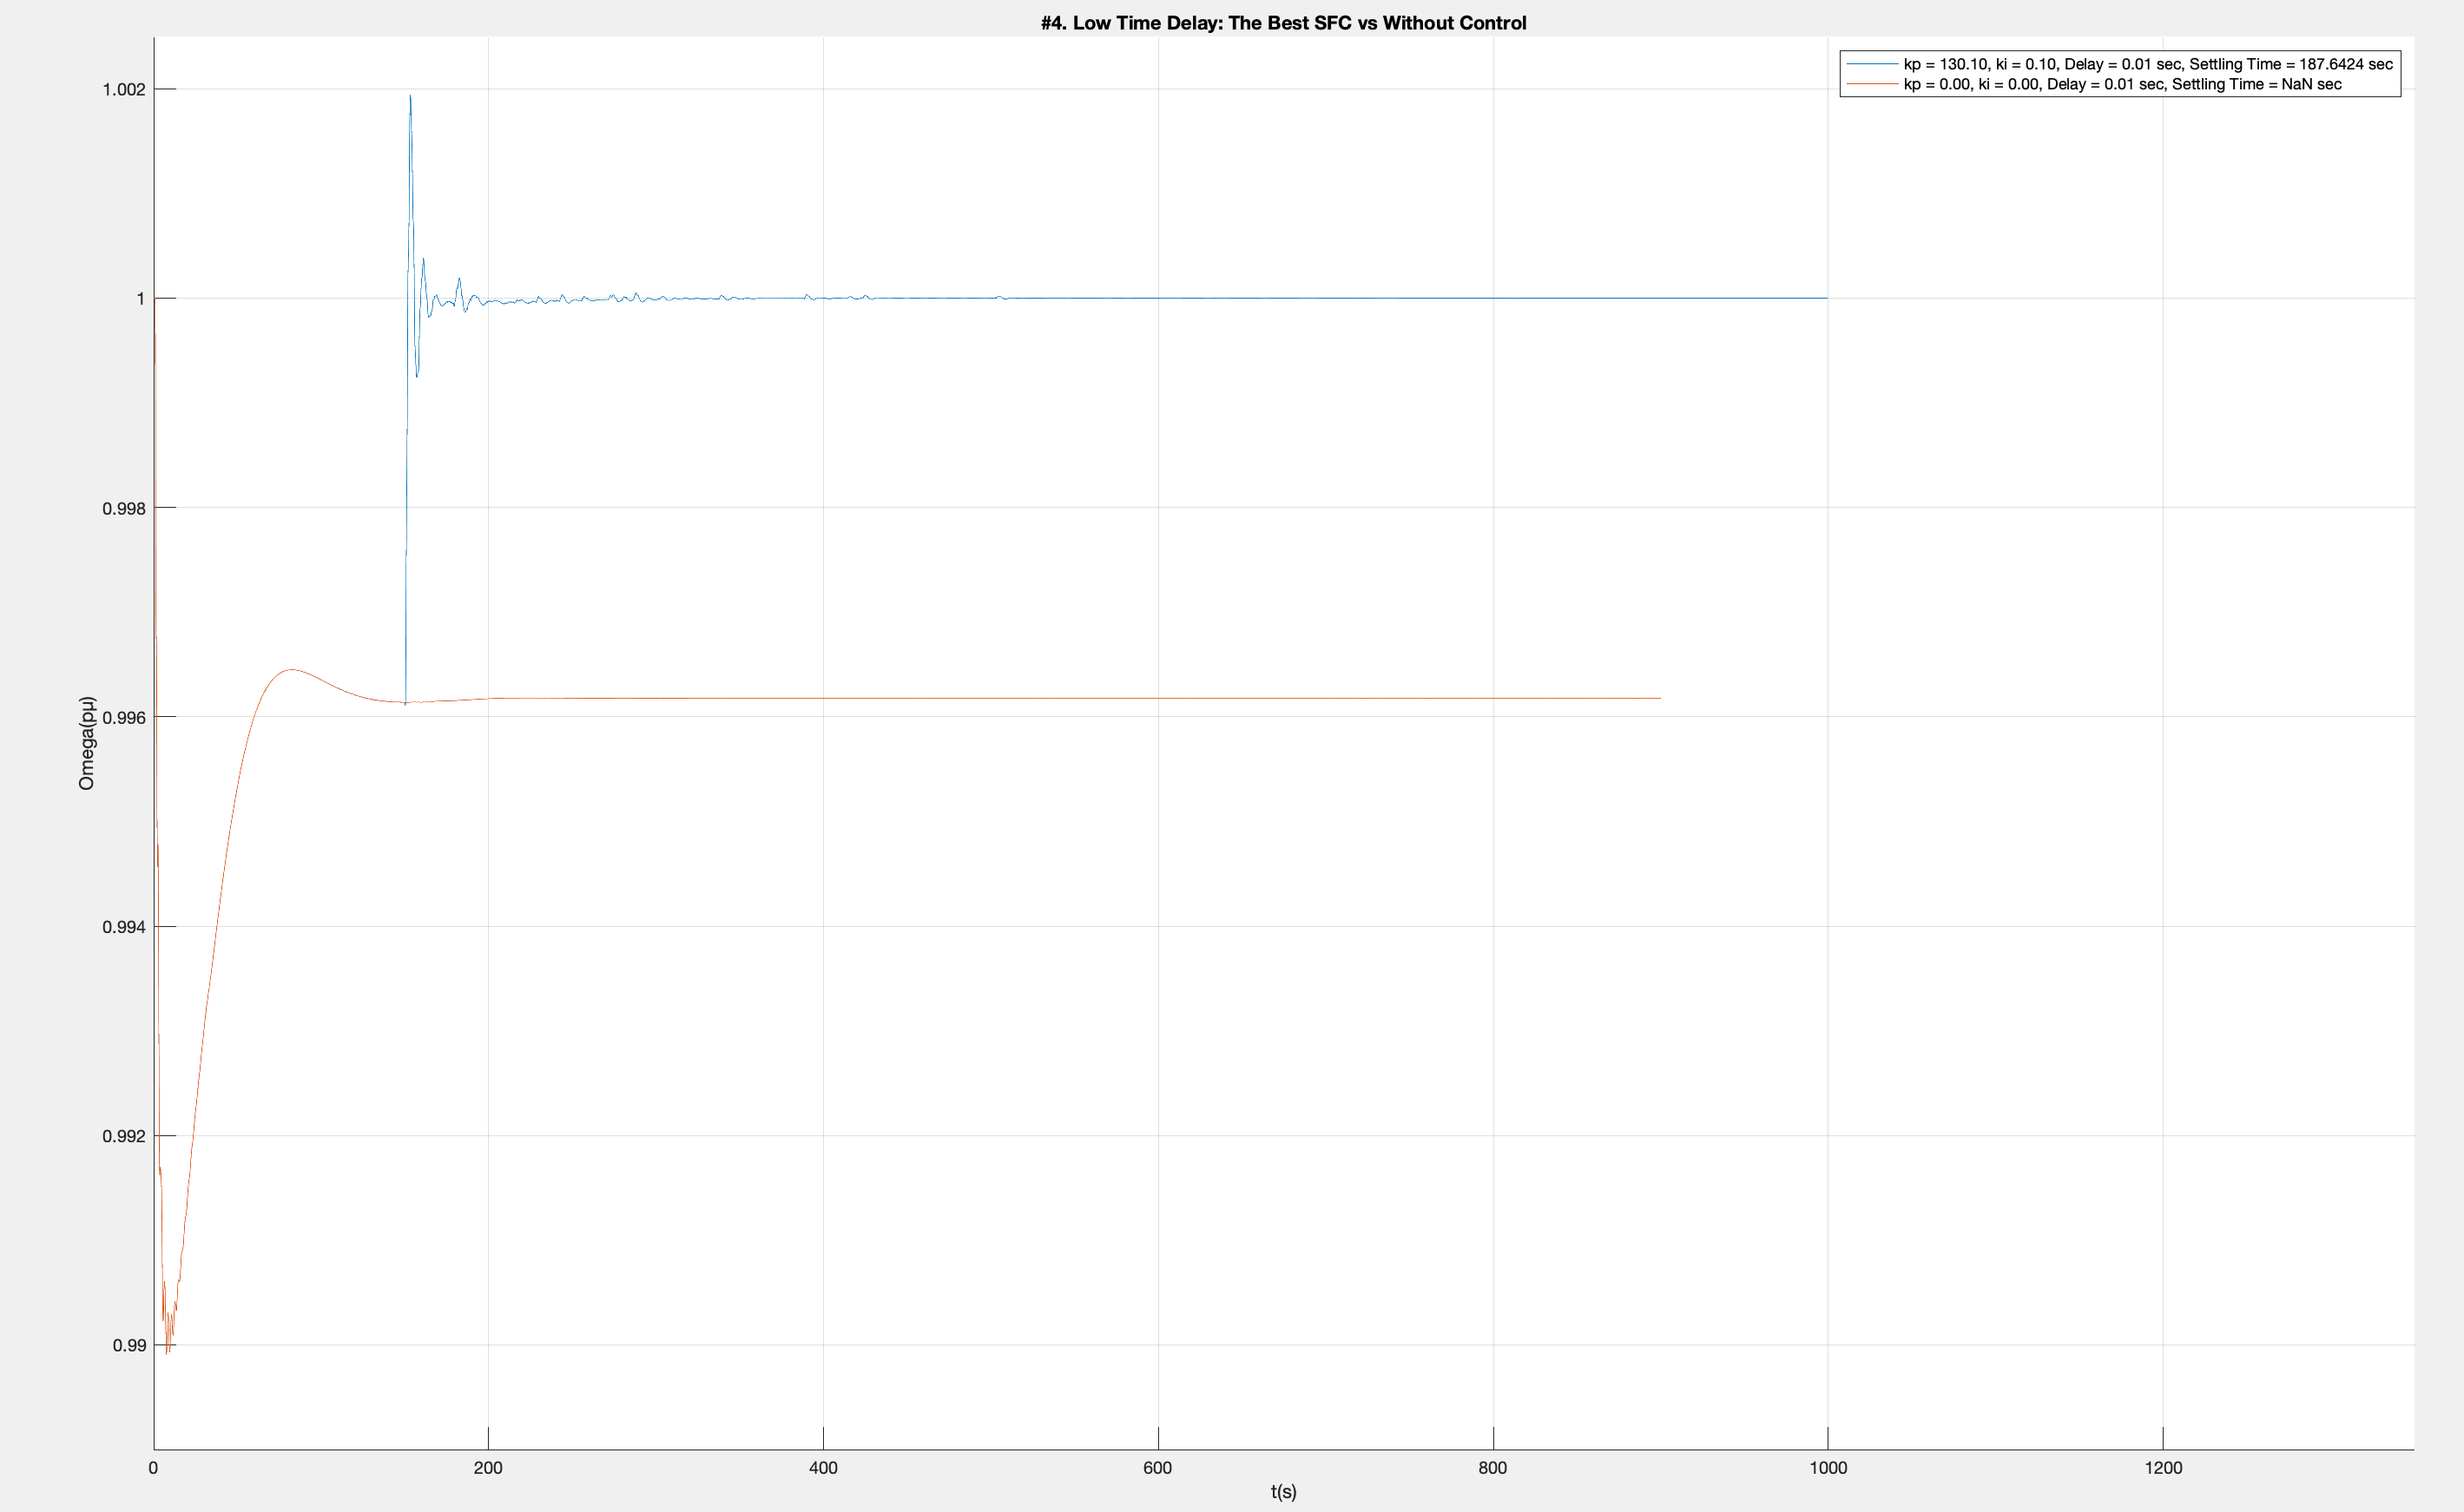 #4. Low Time Delay: The Best SFC vs Without Control
kp = 130.10, ki = 0.10, Delay = 0.01 sec, Settling Time = 187.6424 sec
kp = 0.00, ki = 0.00, Delay = 0.01 sec, Settling Time = NaN sec
1.002
1
0.998
0.996
0.994
0.992
0.99
Omega(pμ)
0 200 400 600 800 1000 1200
t(s)